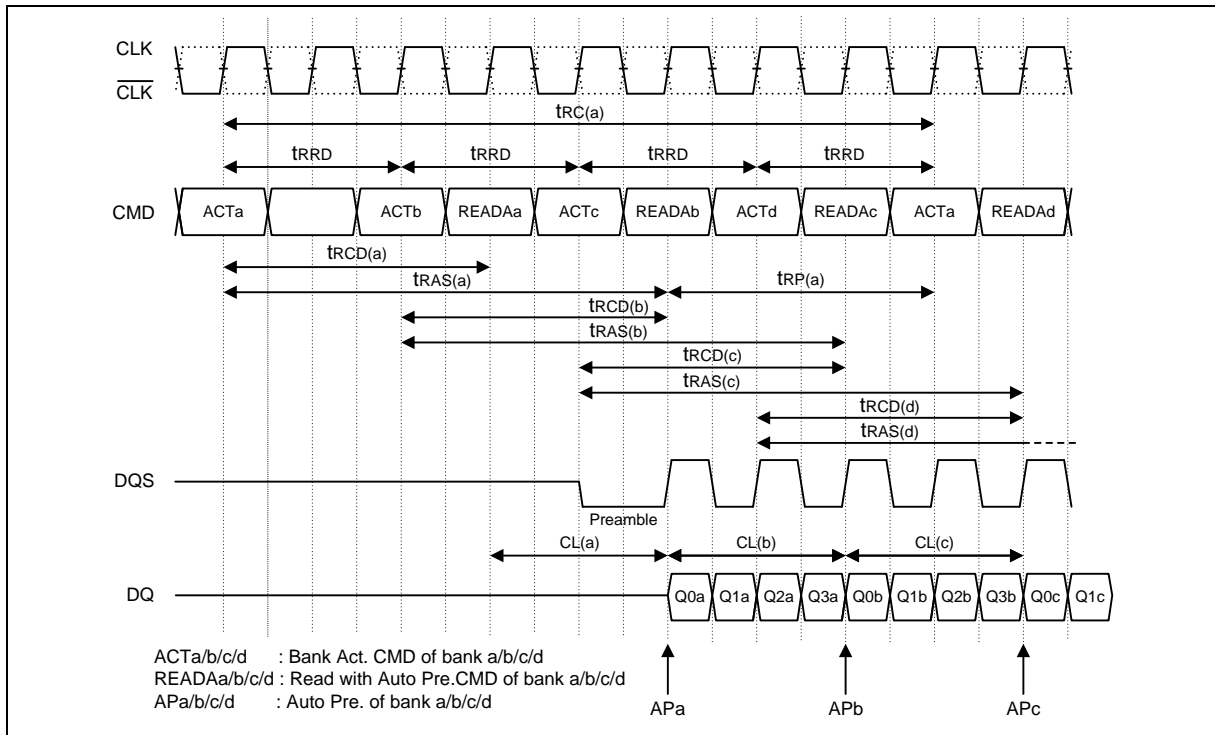 CLK
CLK
tRC(a)
tRRD tRRD tRRD tRRD
CMD ACTa ACTb READAa ACTc READAb ACTd READAc ACTa READAd
tRCD(a)
tRAS(a) tRP(a)
tRCD(b)
tRAS(b)
tRCD(c)
tRAS(c)
tRCD(d)
tRAS(d)
DQS
Preamble
CL(a) CL(b) CL(c)
DQ Q0a Q1a Q2a Q3a Q0b Q1b Q2b Q3b Q0c Q1c
ACTa/b/c/d : Bank Act. CMD of bank a/b/c/d
READAa/b/c/d : Read with Auto Pre.CMD of bank a/b/c/d
APa/b/c/d : Auto Pre. of bank a/b/c/d
APa APb APc